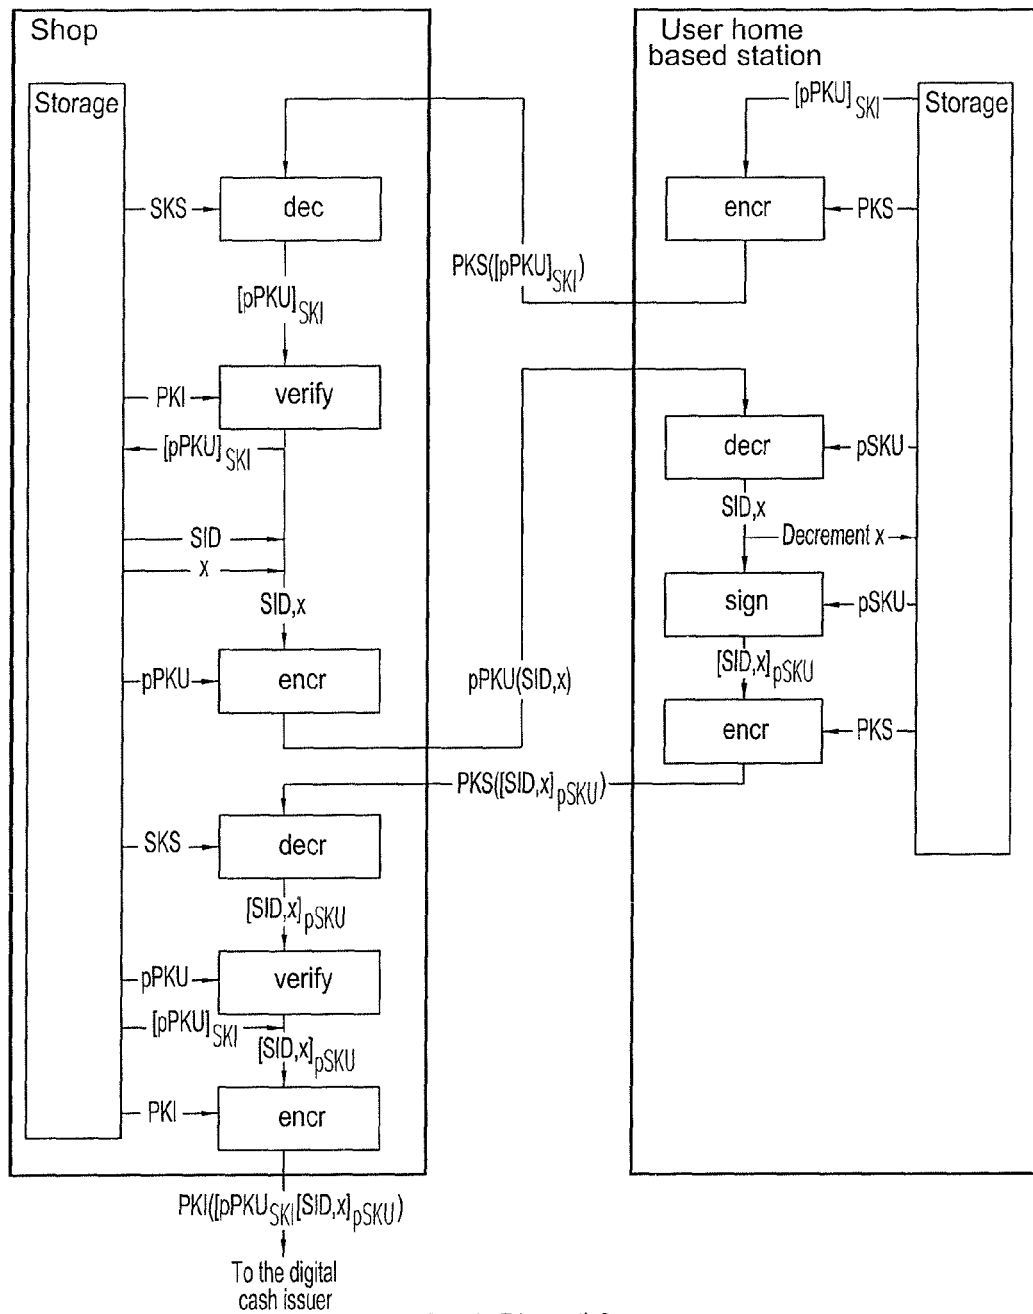 Shop
Storage
SKS
dec
[pPKU]SKI
PKI
verify
[pPKU]SKI
SID
x
SID,x
pPKU
encr
SKS
decr
[SID,x]pSKU
pPKU
verify
[pPKU]SKI
[SID,x]pSKU
PKI
encr
PKI([pPKUSKI[SID,x]pSKU)
To the digital
cash issuer
PKS([pPKU]SKI)
pPKU(SID,x)
PKS([SID,x]pSKU)
User home
based station
[pPKU]SKI
Storage
encr
PKS
decr
pSKU
SID,x
Decrement x
sign
pSKU
[SID,x]pSKU
encr
PKS